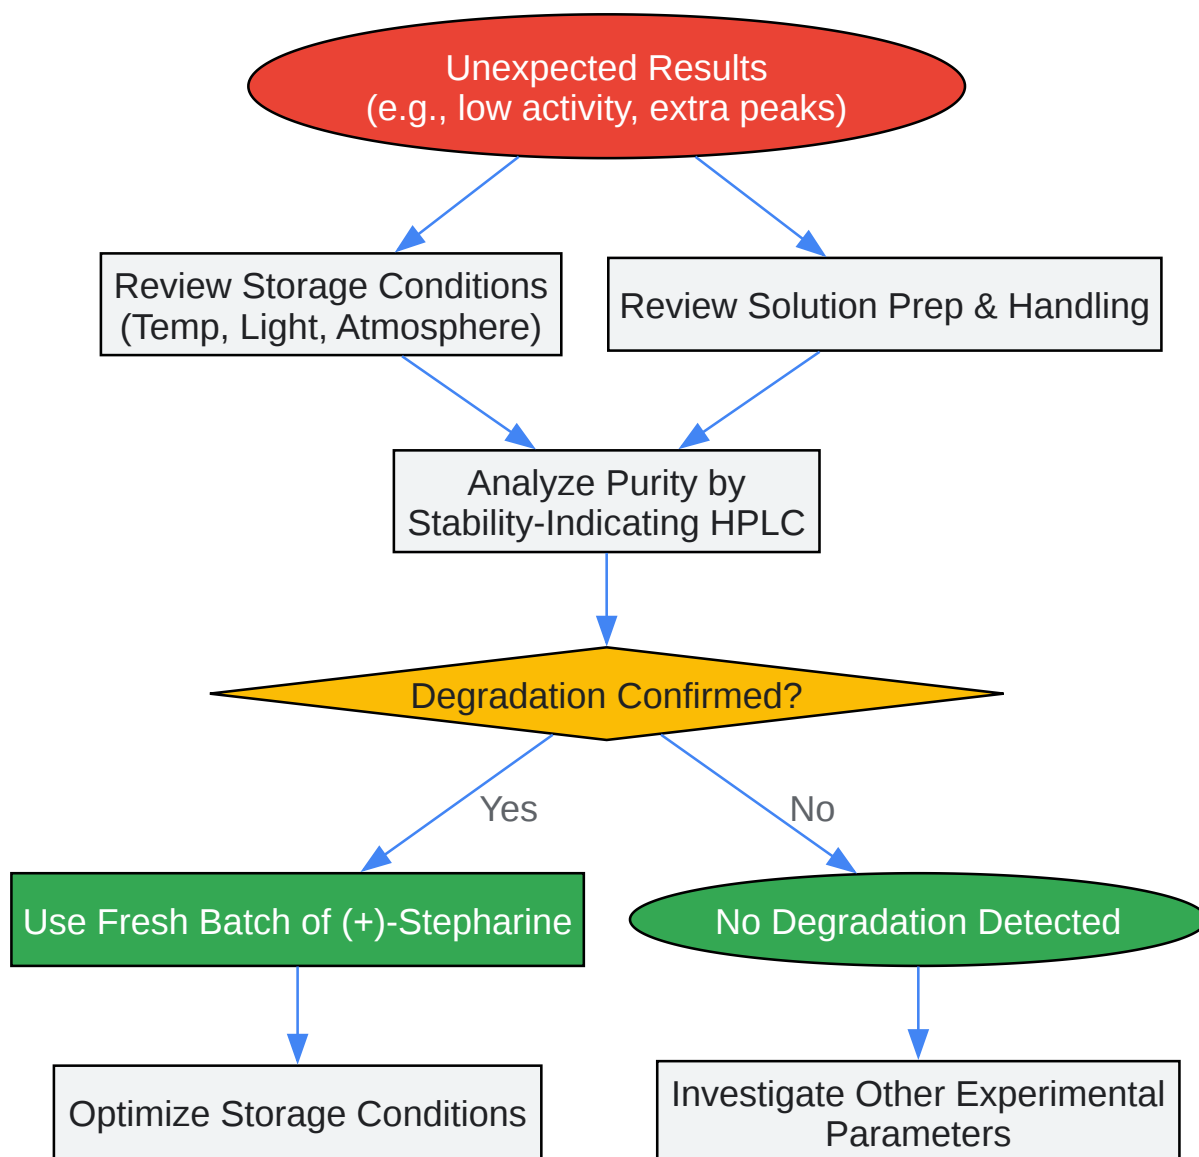 Unexpected Results
(e.g., low activity, extra peaks)
Review Storage Conditions
(Temp, Light, Atmosphere)
Review Solution Prep & Handling
Analyze Purity by
Stability-Indicating HPLC
Degradation Confirmed?
Yes
No
Use Fresh Batch of (+)-Stepharine
No Degradation Detected
Optimize Storage Conditions
Investigate Other Experimental
Parameters